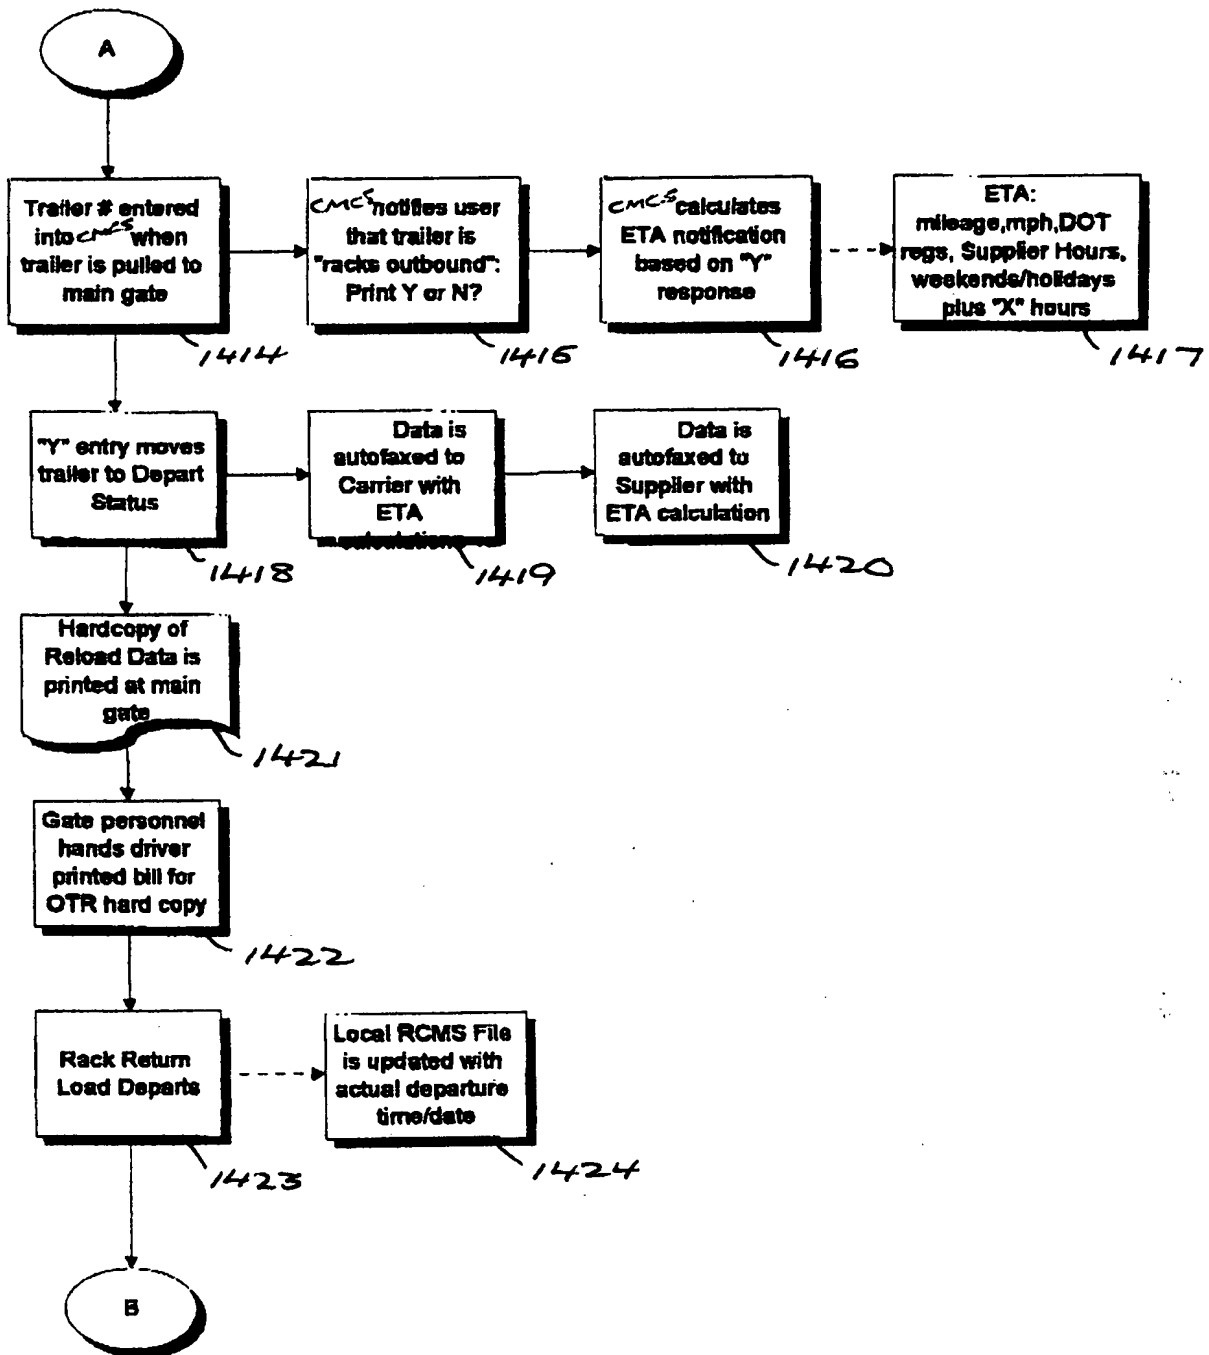 A
Trailer # entered
into CMCS when
trailer is pulled to
main gate
1414
CMCS notifies user
that trailer is
"racks outbound":
Print Y or N?
1415
CMCS calculates
ETA notification
based on "Y"
response
1416
ETA:
mileage,mph,DOT
regs, Supplier Hours,
weekends/holidays
plus "X" hours
1417
"Y" entry moves
trailer to Depart
Status
1418
Data is
autofaxed to
Carrier with
ETA
calculations
1419
Data is
autofaxed to
Supplier with
ETA calculation
1420
Hardcopy of
Reload Data is
printed at main
gate
1421
Gate personnel
hands driver
printed bill for
OTR hard copy
1422
Rack Return
Load Departs
1423
Local RCMS File
is updated with
actual departure
time/date
1424
B